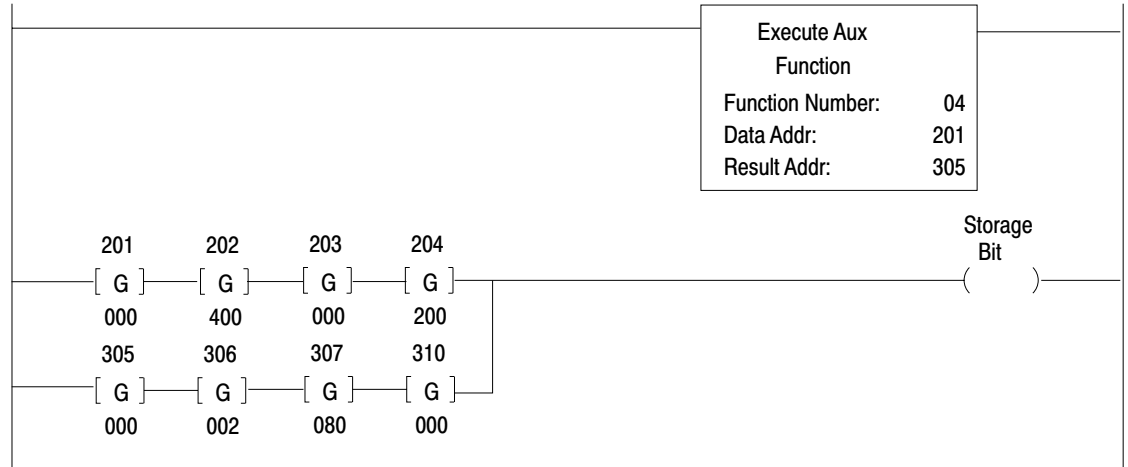 Execute Aux
Function
Function Number: 04
Data Addr: 201
Result Addr: 305
Storage
Bit
201 202 203 204
[ G ] [ G ] [ G ] [ G ] ( )
000 400 000 200
305 306 307 310
[ G ] [ G ] [ G ] [ G ]
000 002 080 000